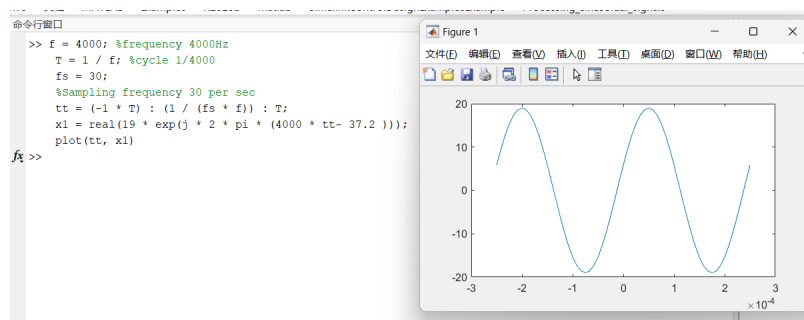 命令行窗口
>> f = 4000; %frequency 4000Hz
T = 1 / f; %cycle 1/4000
fs = 30;
%Sampling frequency 30 per sec
tt = (-1 * T) : (1 / (fs * f)) : T;
x1 = real(19 * exp(j * 2 * pi * (4000 * tt- 37.2 )));
plot(tt, x1)
fx >>
Figure 1
文件(F) 编辑(E) 查看(V) 插入(I) 工具(T) 桌面(D) 窗口(W) 帮助(H)
20
10
0
-10
-20
-3 -2 -1 0 1 2 3
×10-4